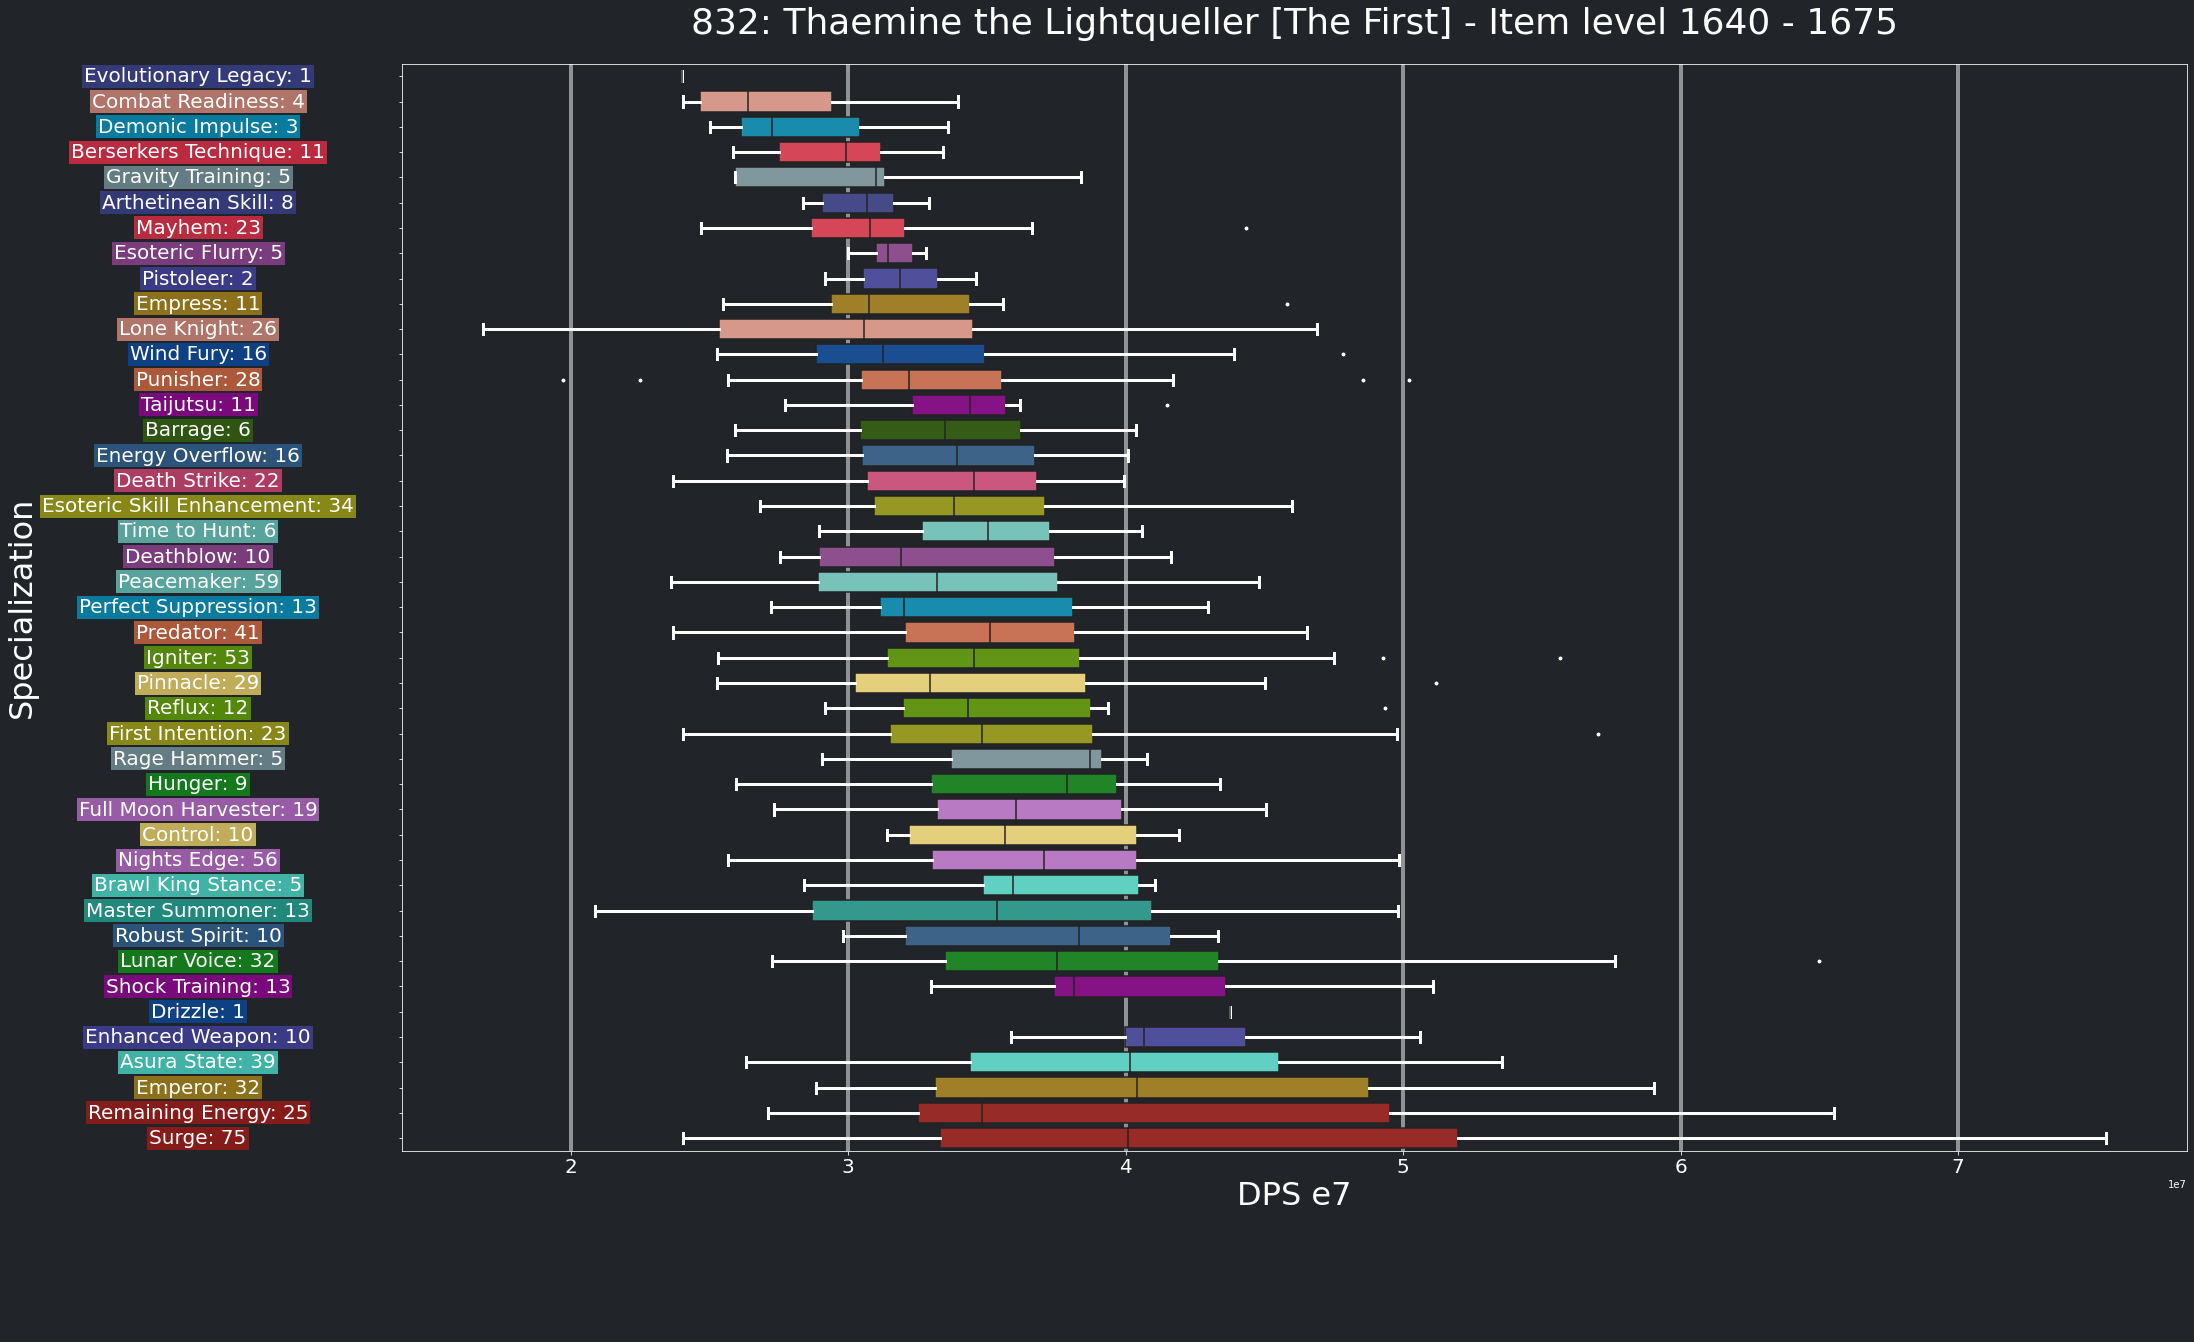 832: Thaemine the Lightqueller [The First] - Item level 1640 - 1675
Evolutionary Legacy: 1
Combat Readiness: 4
Demonic Impulse: 3
Berserkers Technique: 11
Gravity Training: 5
Arthetinean Skill: 8
Mayhem: 23
Esoteric Flurry: 5
Pistoleer: 2
Empress: 11
Lone Knight: 26
Wind Fury: 16
Punisher: 28
Taijutsu: 11
Barrage: 6
Energy Overflow: 16
Death Strike: 22
Esoteric Skill Enhancement: 34
Time to Hunt: 6
Deathblow: 10
Peacemaker: 59
Perfect Suppression: 13
Predator: 41
Igniter: 53
Pinnacle: 29
Reflux: 12
First Intention: 23
Rage Hammer: 5
Hunger: 9
Full Moon Harvester: 19
Control: 10
Nights Edge: 56
Brawl King Stance: 5
Master Summoner: 13
Robust Spirit: 10
Lunar Voice: 32
Shock Training: 13
Drizzle: 1
Enhanced Weapon: 10
Asura State: 39
Emperor: 32
Remaining Energy: 25
Surge: 75
Specialization
2 3 4 5 6 7
DPS e7
1e7